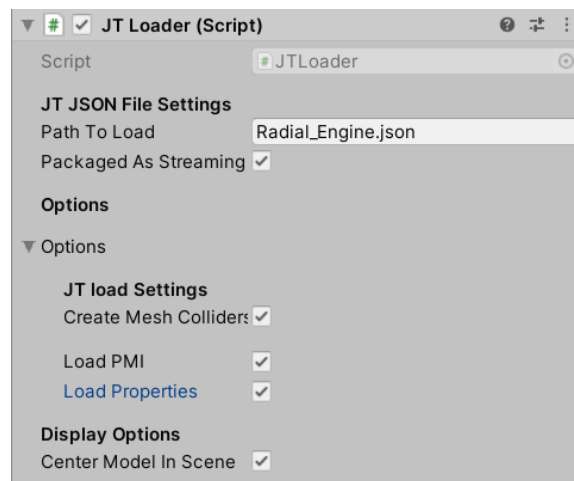 # JT Loader (Script)
Script # JTLoader
JT JSON File Settings
Path To Load Radial_Engine.json
Packaged As Streaming
Options
Options
JT load Settings
Create Mesh Colliders
Load PMI
Load Properties
Display Options
Center Model In Scene